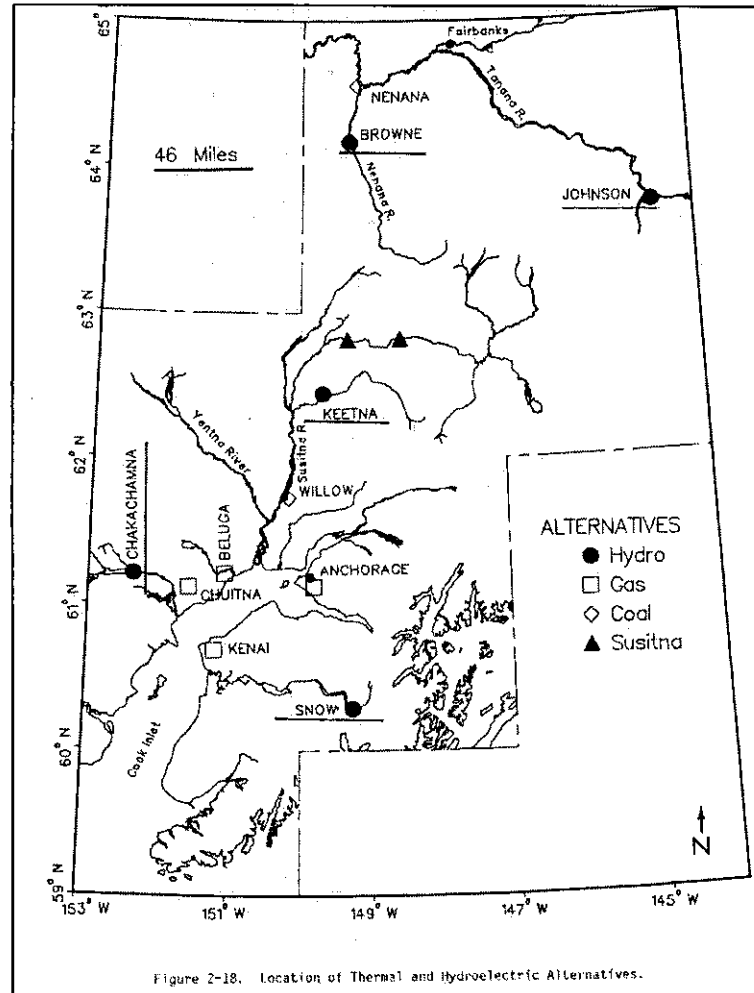 65°
Fairbanks
Tanana R.
NENANA
BROWNE
46 Miles
64° N
Nenana R.
JOHNSON
63° N
KEETNA
Yentna River
Susitna R.
62° N
WILLOW
CHAKACHAMNA
BELUGA
ANCHORAGE
CHUITNA
61° N
ALTERNATIVES
Hydro
Gas
Coal
Susitna
KENAI
SNOW
60° N
Cook Inlet
N
59° N
153° W
151° W
149° W
147° W
145° W
Figure 2-18. Location of Thermal and Hydroelectric Alternatives.